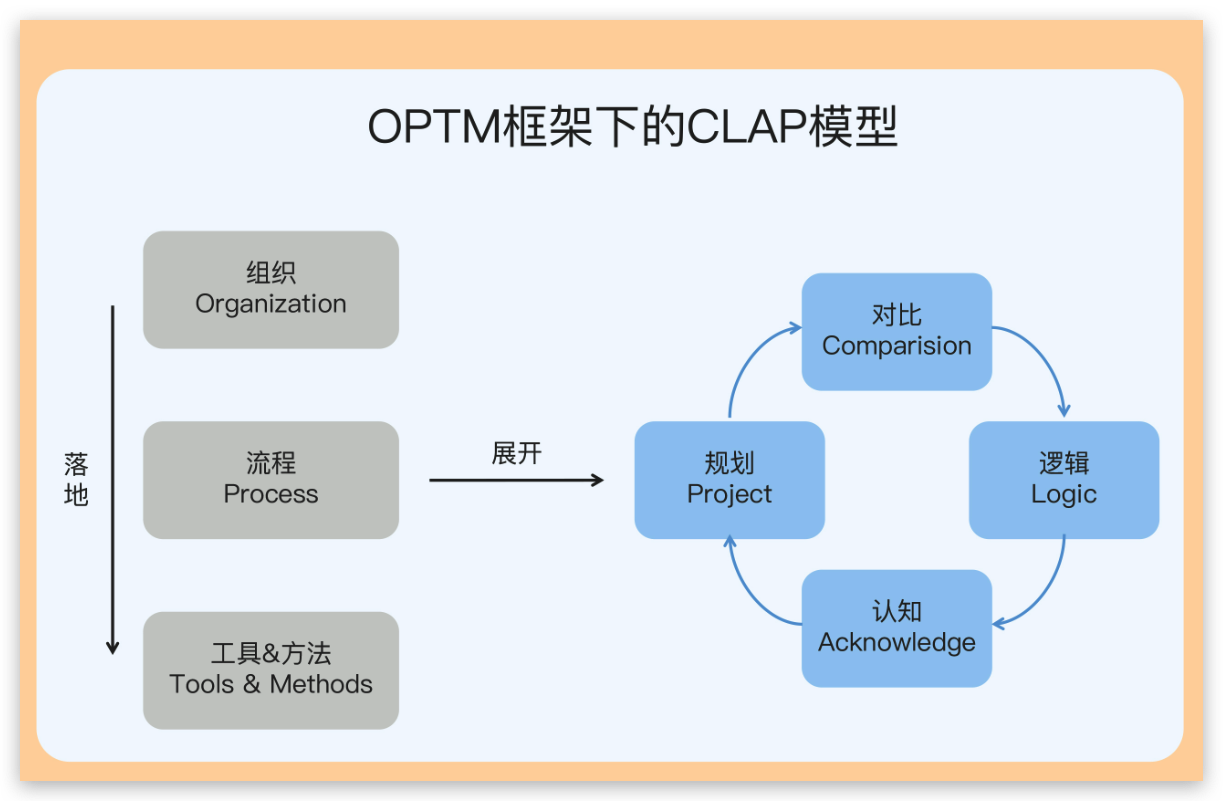 OPTM框架下的CLAP模型
组织
Organization
落
地
流程
Process
工具&方法
Tools & Methods
展开
对比
Comparision
规划
Project
逻辑
Logic
认知
Acknowledge